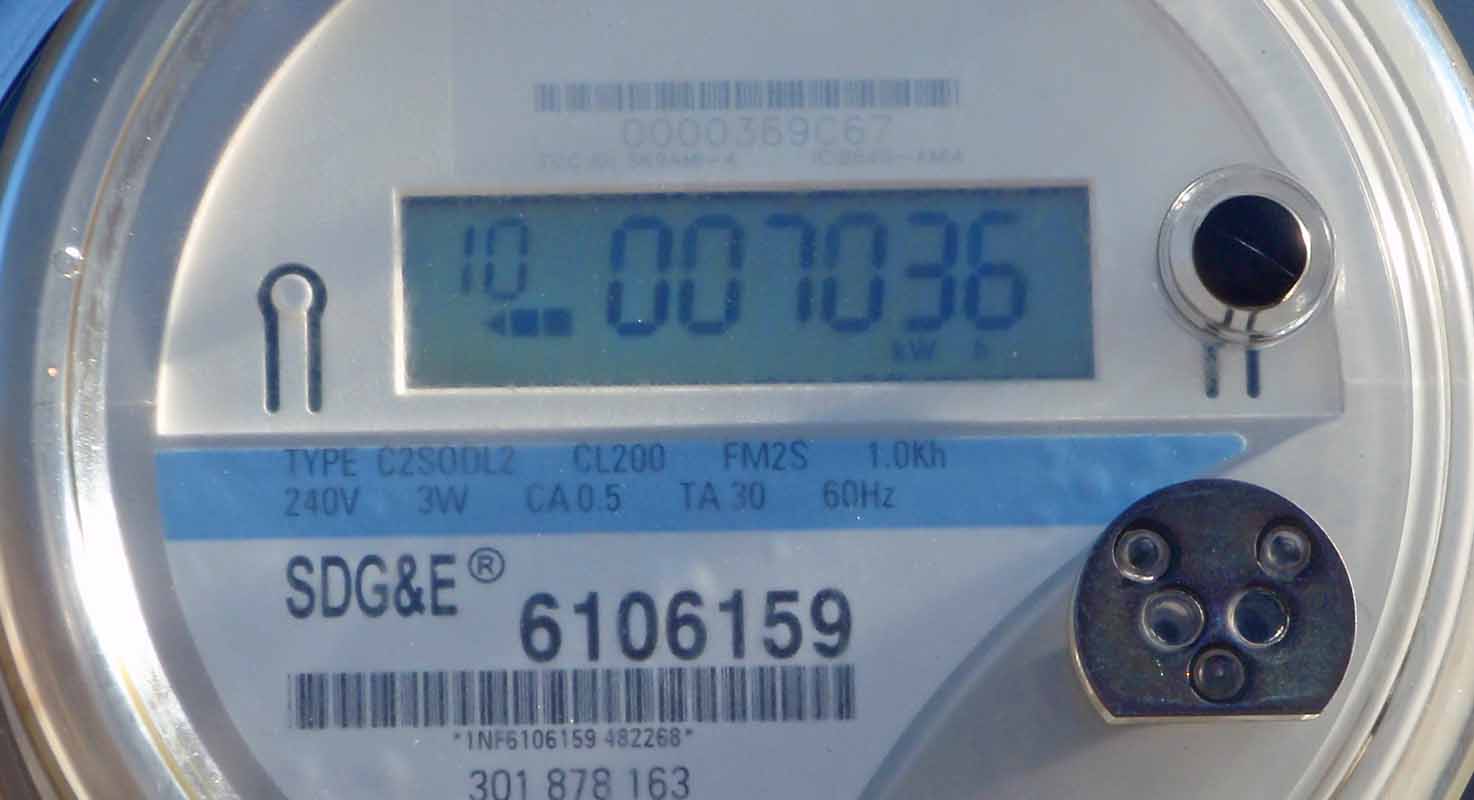 0000369C67
10 007036
kW h
TYPE C2SODL2 CL200 FM2S 1.0Kh
240V 3W CA 0.5 TA 30 60Hz
SDG&E®
6106159
*1NF6106159 482268*
301 878 163